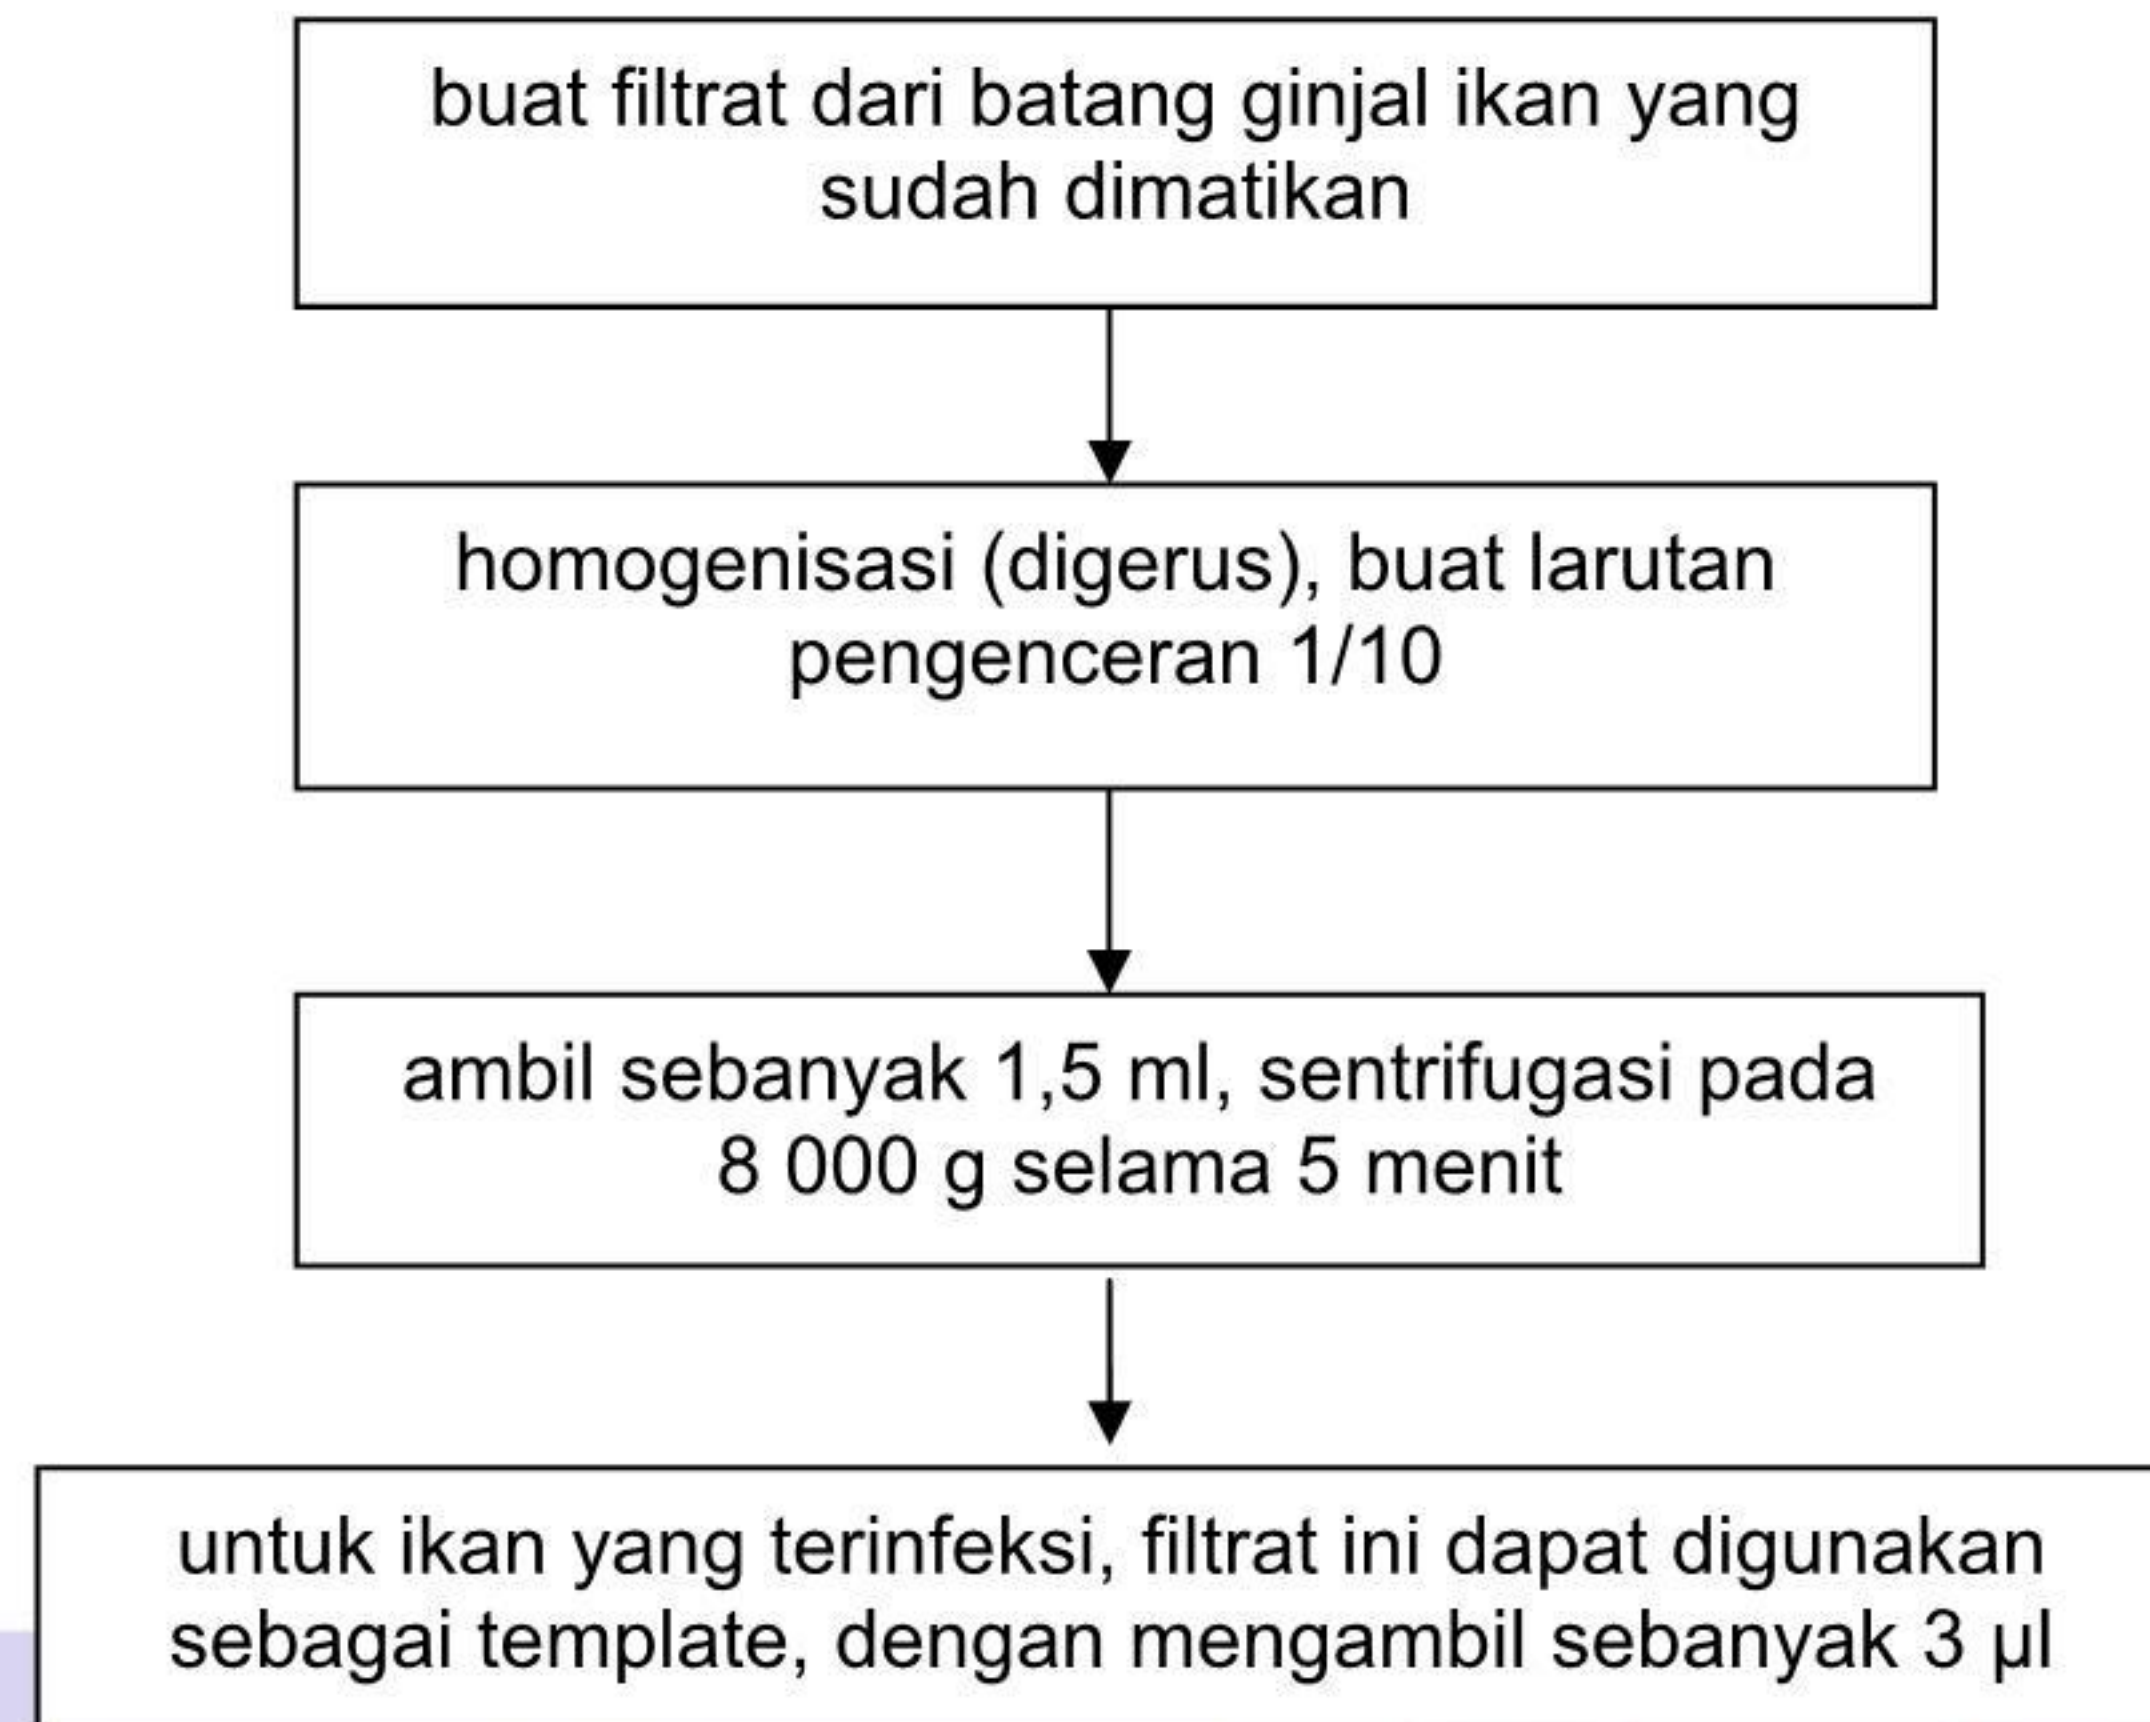 buat filtrat dari batang ginjal ikan yang
sudah dimatikan
homogenisasi (digerus), buat larutan
pengenceran 1/10
ambil sebanyak 1,5 ml, sentrifugasi pada
8 000 g selama 5 menit
untuk ikan yang terinfeksi, filtrat ini dapat digunakan
sebagai template, dengan mengambil sebanyak 3 µl